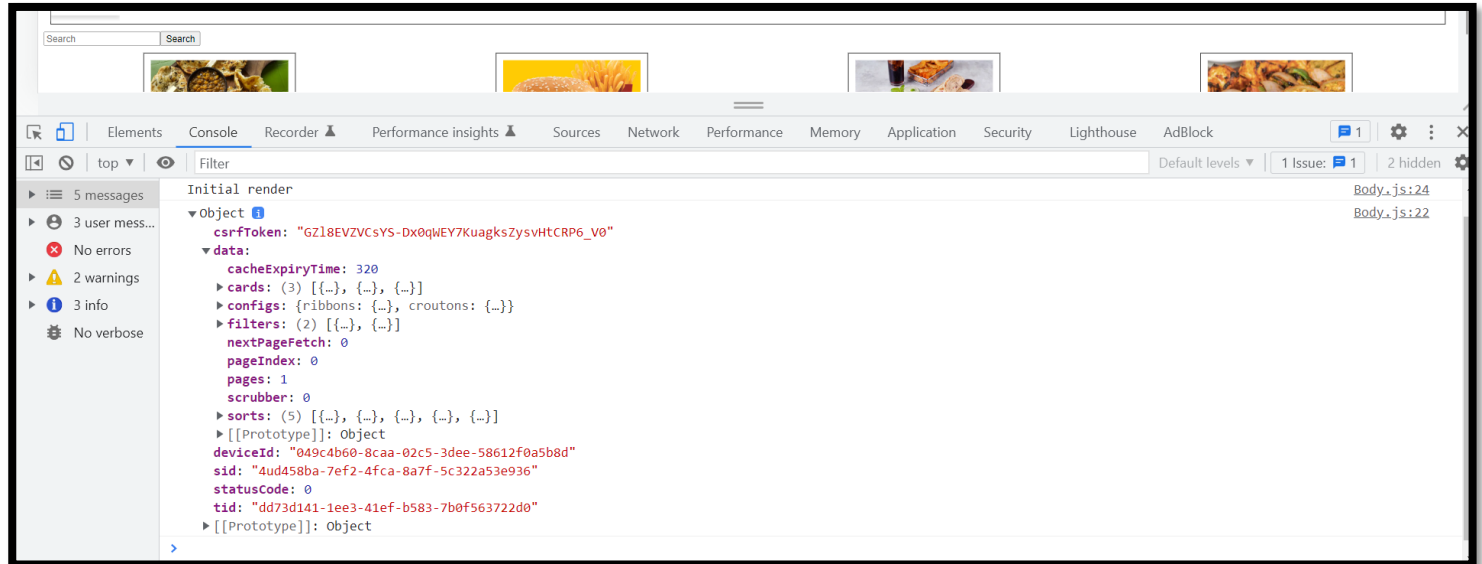 Search Search
Elements Console Recorder Performance insights Sources Network Performance Memory Application Security Lighthouse AdBlock 1
top Filter Default levels 1 Issue: 1 2 hidden
5 messages
3 user mess...
No errors
2 warnings
3 info
No verbose
Initial render Body.js:24
Object Body.js:22
csrfToken: "GZl8EVZVCsYS-Dx0qWEY7KuagksZysvHtCRP6_V0"
data:
cacheExpiryTime: 320
cards: (3) [{…}, {…}, {…}]
configs: {ribbons: {…}, croutons: {…}}
filters: (2) [{…}, {…}]
nextPageFetch: 0
pageIndex: 0
pages: 1
scrubber: 0
sorts: (5) [{…}, {…}, {…}, {…}, {…}]
[[Prototype]]: Object
deviceId: "049c4b60-8caa-02c5-3dee-58612f0a5b8d"
sid: "4ud458ba-7ef2-4fca-8a7f-5c322a53e936"
statusCode: 0
tid: "dd73d141-1ee3-41ef-b583-7b0f563722d0"
[[Prototype]]: Object